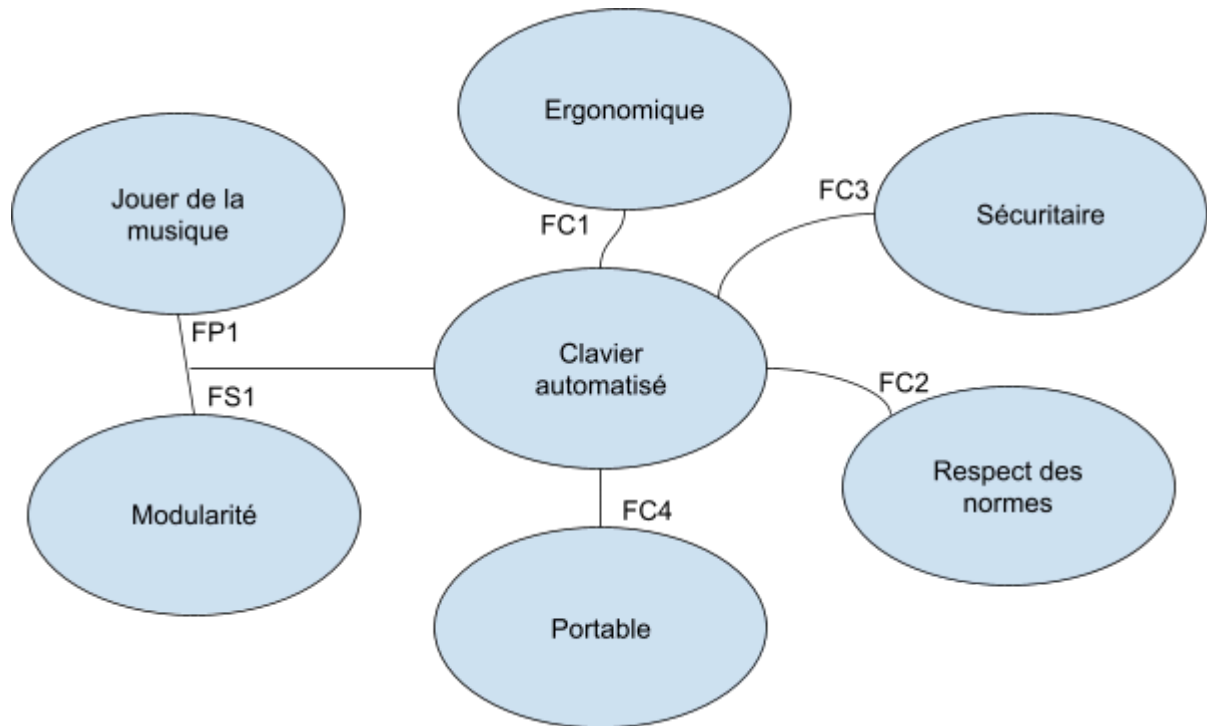 Ergonomique
Jouer de la
musique
FC1
FC3
Sécuritaire
FP1
FS1
Clavier
automatisé
FC2
Respect des
normes
Modularité
FC4
Portable